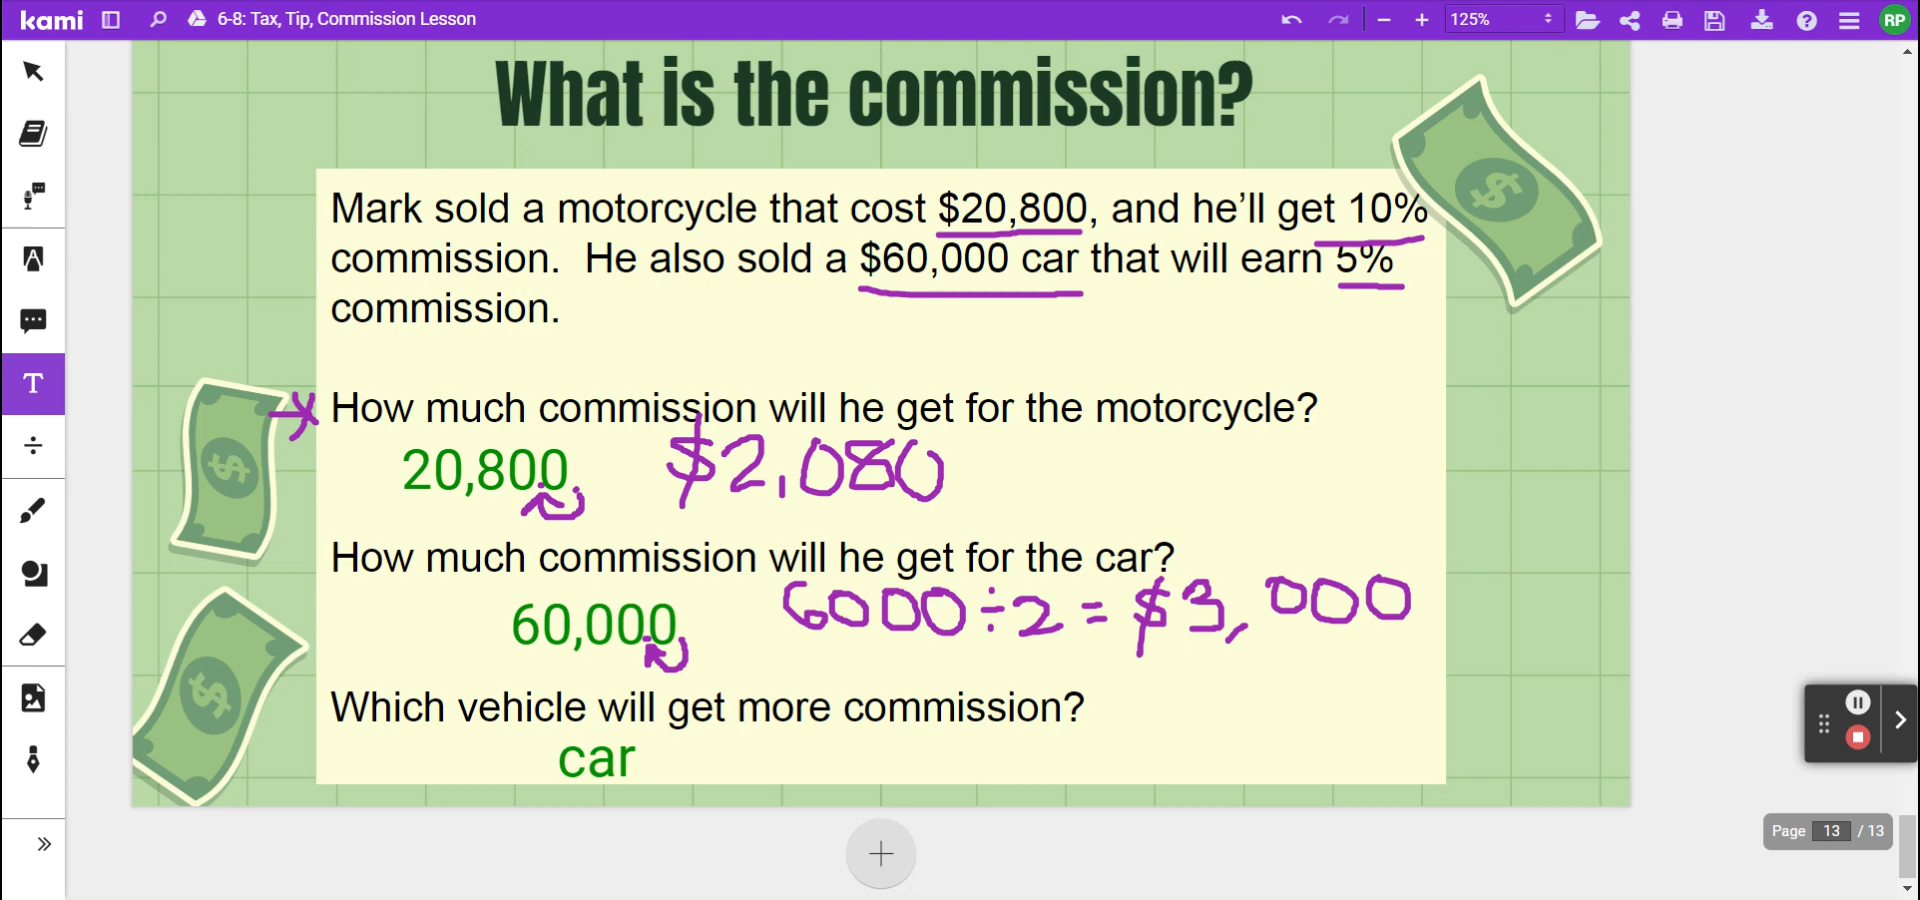 kami 6-8: Tax, Tip, Commission Lesson 125% RP
What is the commission?
Mark sold a motorcycle that cost $20,800, and he'll get 10%
commission. He also sold a $60,000 car that will earn 5%
commission.
How much commission will he get for the motorcycle?
20,800. $2,080
How much commission will he get for the car?
60,000. 6000÷2 = $3,000
Which vehicle will get more commission?
car
Page 13 / 13